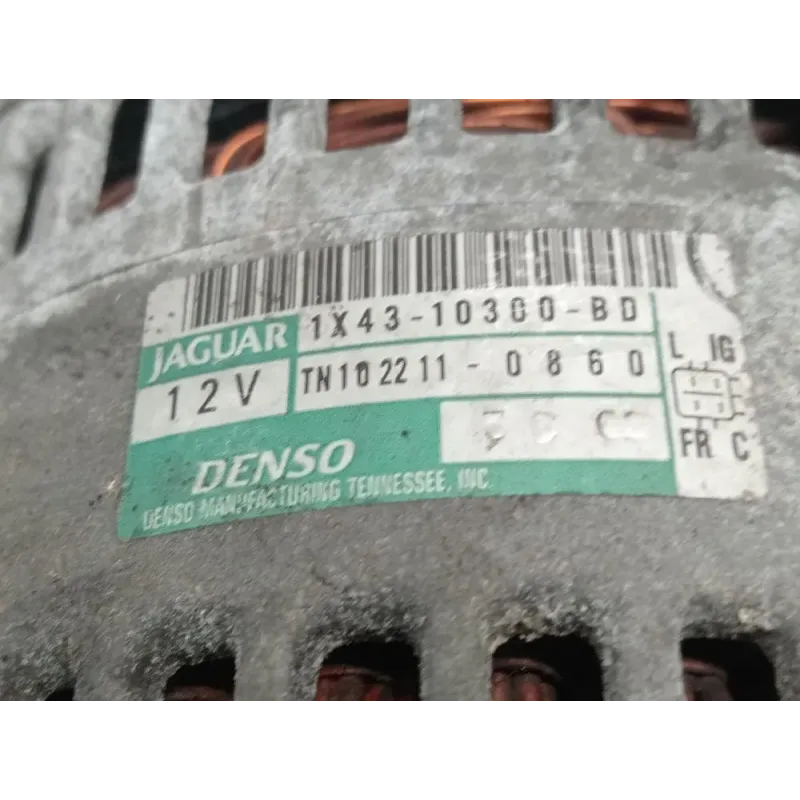 JAGUAR 1X43-10300-BD
12V TN102211-0860
L IG
FR C
DENSO
DENSO MANUFACTURING TENNESSEE, INC.